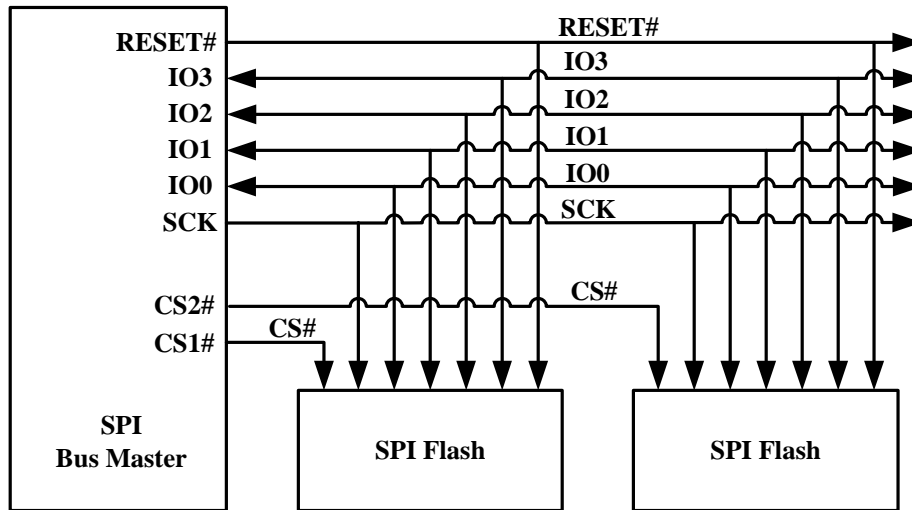 RESET#
RESET#
IO3
IO3
IO2
IO2
IO1
IO1
IO0
IO0
SCK
SCK
CS2#
CS#
CS1#
CS#
SPI
Bus Master
SPI Flash
SPI Flash